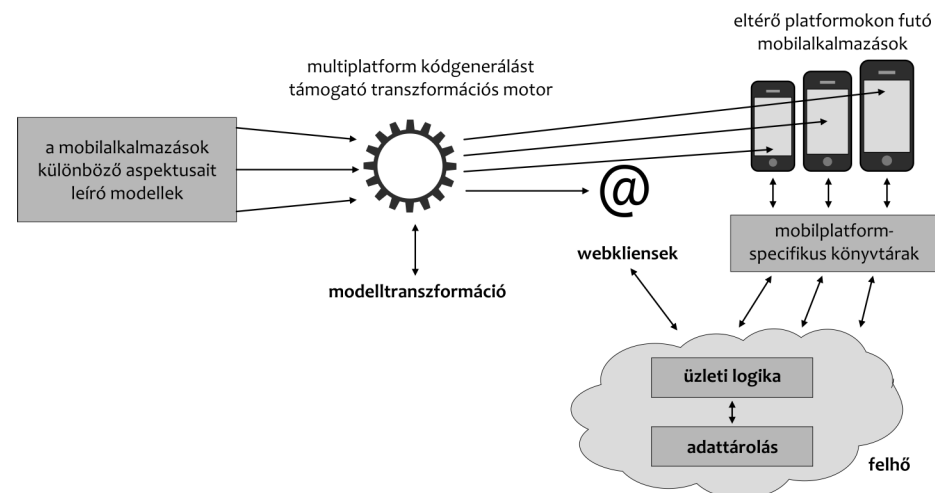 eltérő platformokon futó
mobilalkalmazások
multiplatform kódgenerálást
támogató transzformációs motor
a mobilalkalmazások
különböző aspektusait
leíró modellek
@
mobilplatform-
specifikus könyvtárak
webkliensek
modelltranszformáció
üzleti logika
adattárolás
felhő